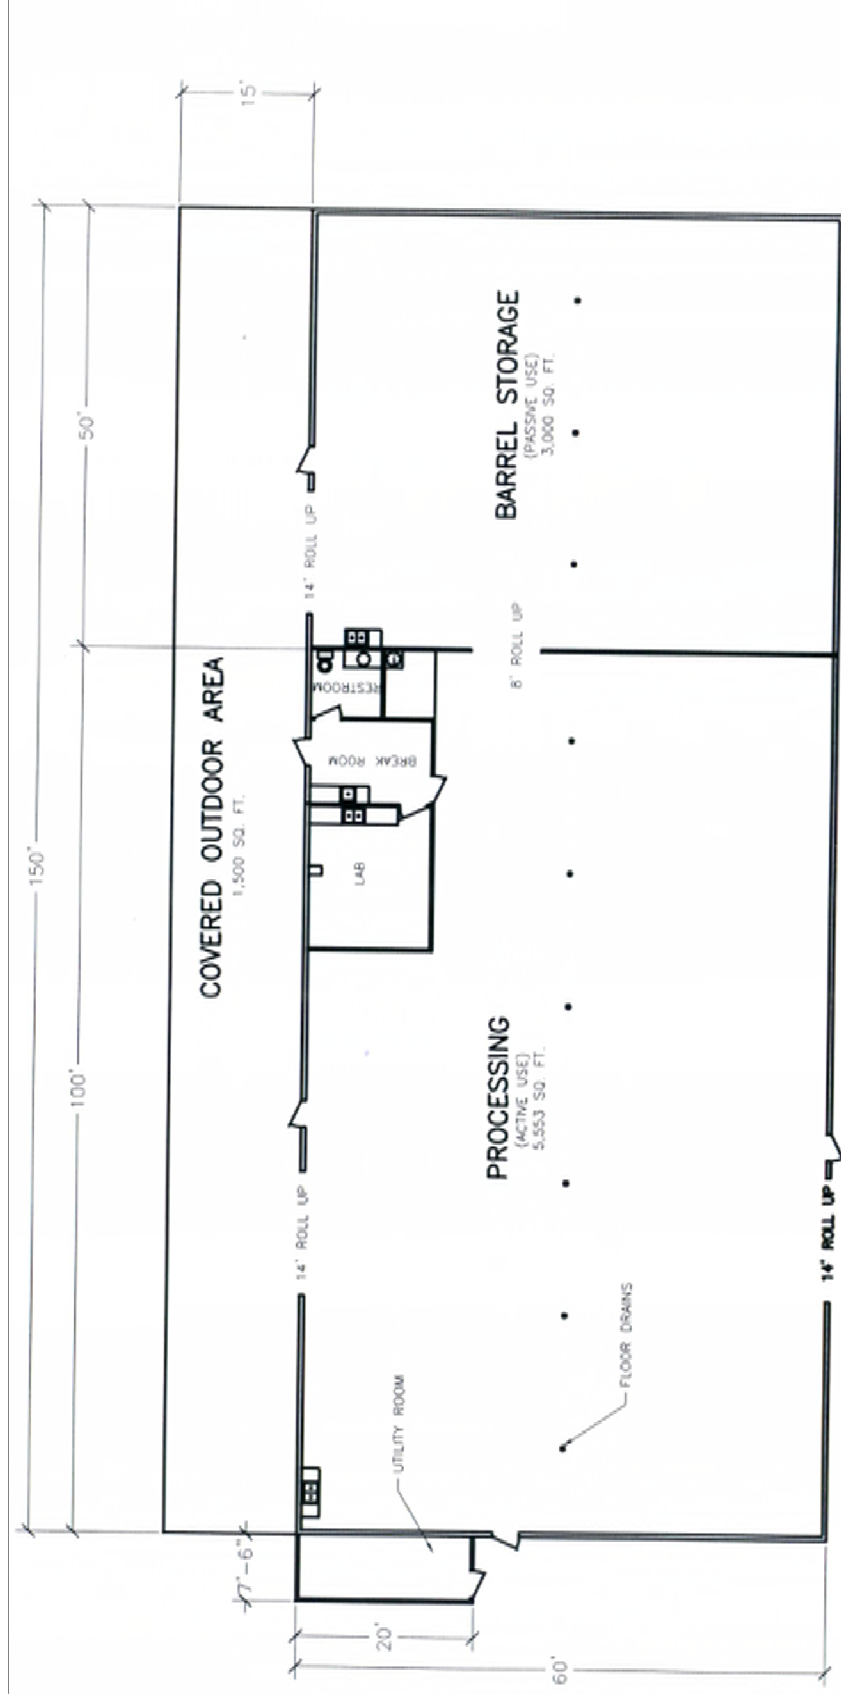 15'
150'
50'
100'
COVERED OUTDOOR AREA
1,500 SQ. FT.
14' ROLL UP
14' ROLL UP
BARREL STORAGE
(PASSIVE USE)
3,000 SQ. FT.
8' ROLL UP
RESTROOM
BREAK ROOM
LAB
PROCESSING
(ACTIVE USE)
5,553 SQ. FT.
14' ROLL UP
FLOOR DRAINS
UTILITY ROOM
7'-6"
20'
60'